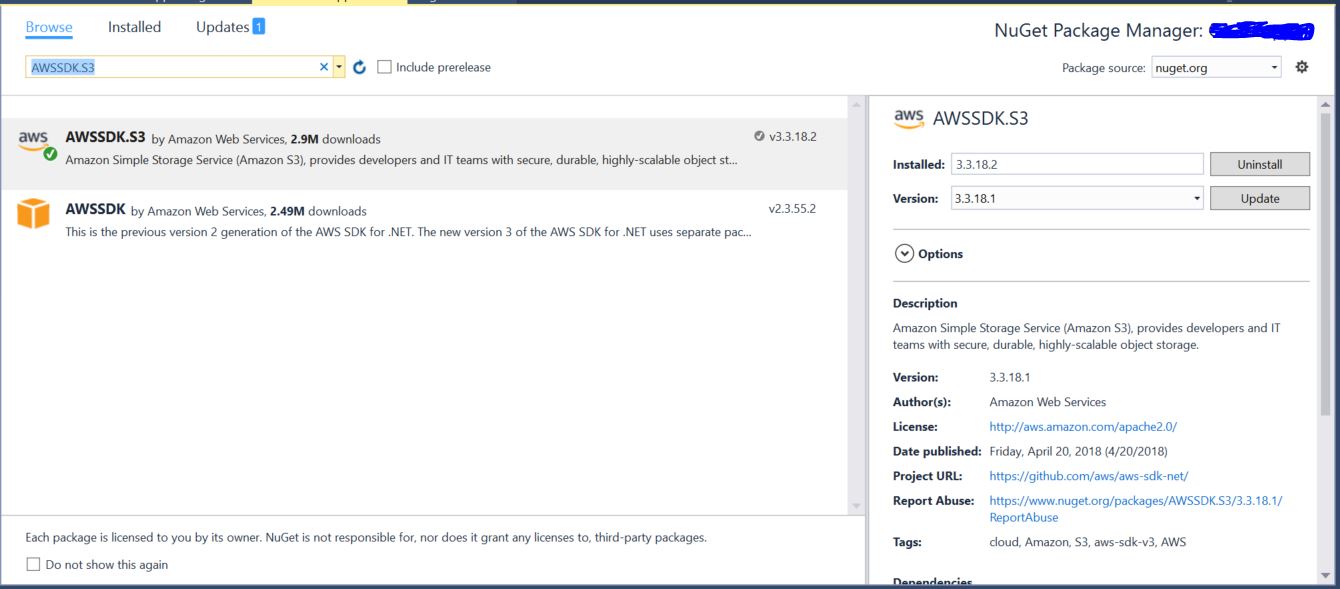 Browse Installed Updates 1
NuGet Package Manager:
AWSSDK.S3 Include prerelease Package source: nuget.org
aws AWSSDK.S3 by Amazon Web Services, 2.9M downloads v3.3.18.2
Amazon Simple Storage Service (Amazon S3), provides developers and IT teams with secure, durable, highly-scalable object st...
AWSSDK by Amazon Web Services, 2.49M downloads v2.3.55.2
This is the previous version 2 generation of the AWS SDK for .NET. The new version 3 of the AWS SDK for .NET uses separate pac...
Each package is licensed to you by its owner. NuGet is not responsible for, nor does it grant any licenses to, third-party packages.
Do not show this again
aws AWSSDK.S3
Installed: 3.3.18.2 Uninstall
Version: 3.3.18.1 Update
Options
Description
Amazon Simple Storage Service (Amazon S3), provides developers and IT
teams with secure, durable, highly-scalable object storage.
Version: 3.3.18.1
Author(s): Amazon Web Services
License: http://aws.amazon.com/apache2.0/
Date published: Friday, April 20, 2018 (4/20/2018)
Project URL: https://github.com/aws/aws-sdk-net/
Report Abuse: https://www.nuget.org/packages/AWSSDK.S3/3.3.18.1/
ReportAbuse
Tags: cloud, Amazon, S3, aws-sdk-v3, AWS
Dependencies